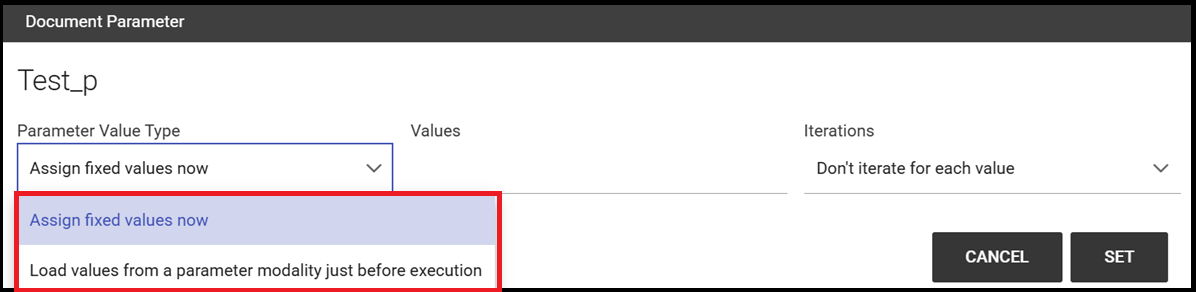 Document Parameter
Test_p
Parameter Value Type
Values
Iterations
Assign fixed values now
Don't iterate for each value
Assign fixed values now
Load values from a parameter modality just before execution
CANCEL
SET